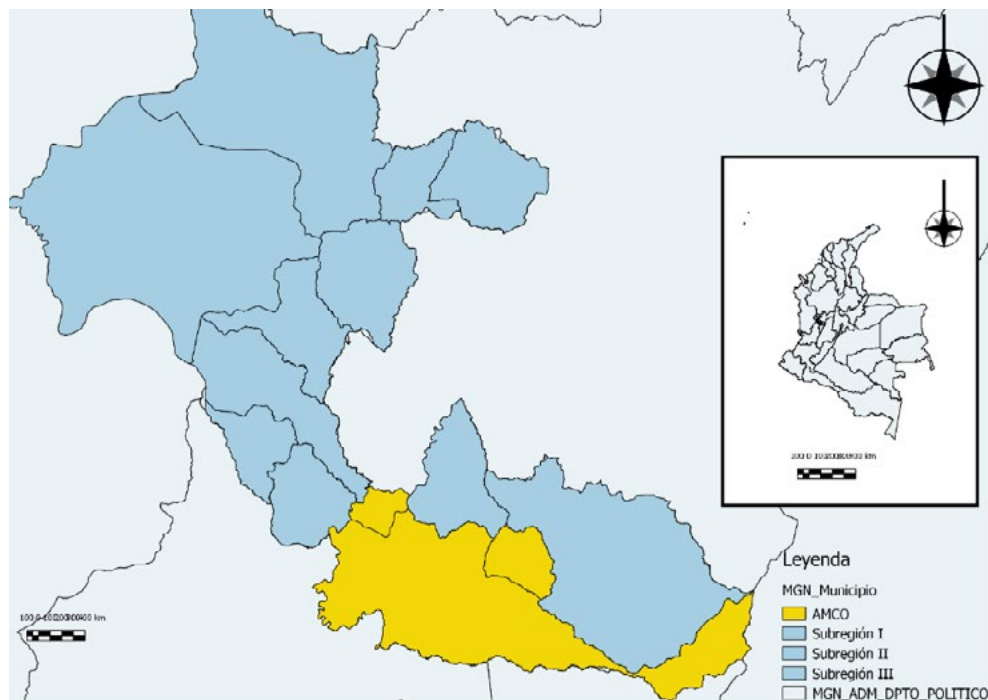 Leyenda
MGN_Municipio
AMCO
Subregión I
Subregión II
Subregión III
MGN_ADM_DPTO_POLITICO